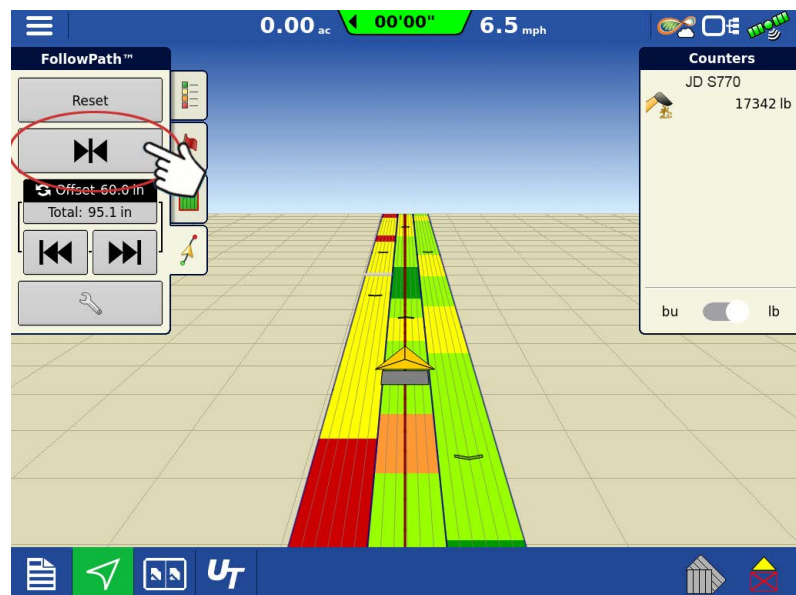 0.00 ac
00'00"
6.5 mph
FollowPath™
Reset
Offset 60.0 in
Total: 95.1 in
Counters
JD S770
17342 lb
bu
lb
UT